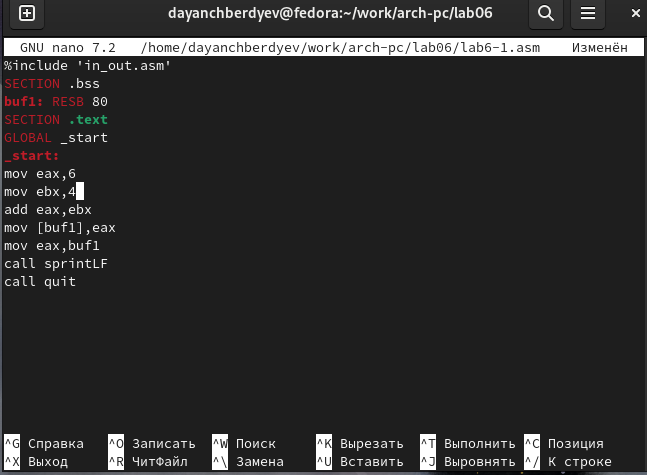 dayanchberdyev@fedora:~/work/arch-pc/lab06
GNU nano 7.2 /home/dayanchberdyev/work/arch-pc/lab06/lab6-1.asm Изменён
%include 'in_out.asm'
SECTION .bss
buf1: RESB 80
SECTION .text
GLOBAL _start
_start:
mov eax,6
mov ebx,4
add eax,ebx
mov [buf1],eax
mov eax,buf1
call sprintLF
call quit
^G Справка ^O Записать ^W Поиск ^K Вырезать ^T Выполнить ^C Позиция
^X Выход ^R ЧитФайл ^\ Замена ^U Вставить ^J Выровнять ^/ К строке